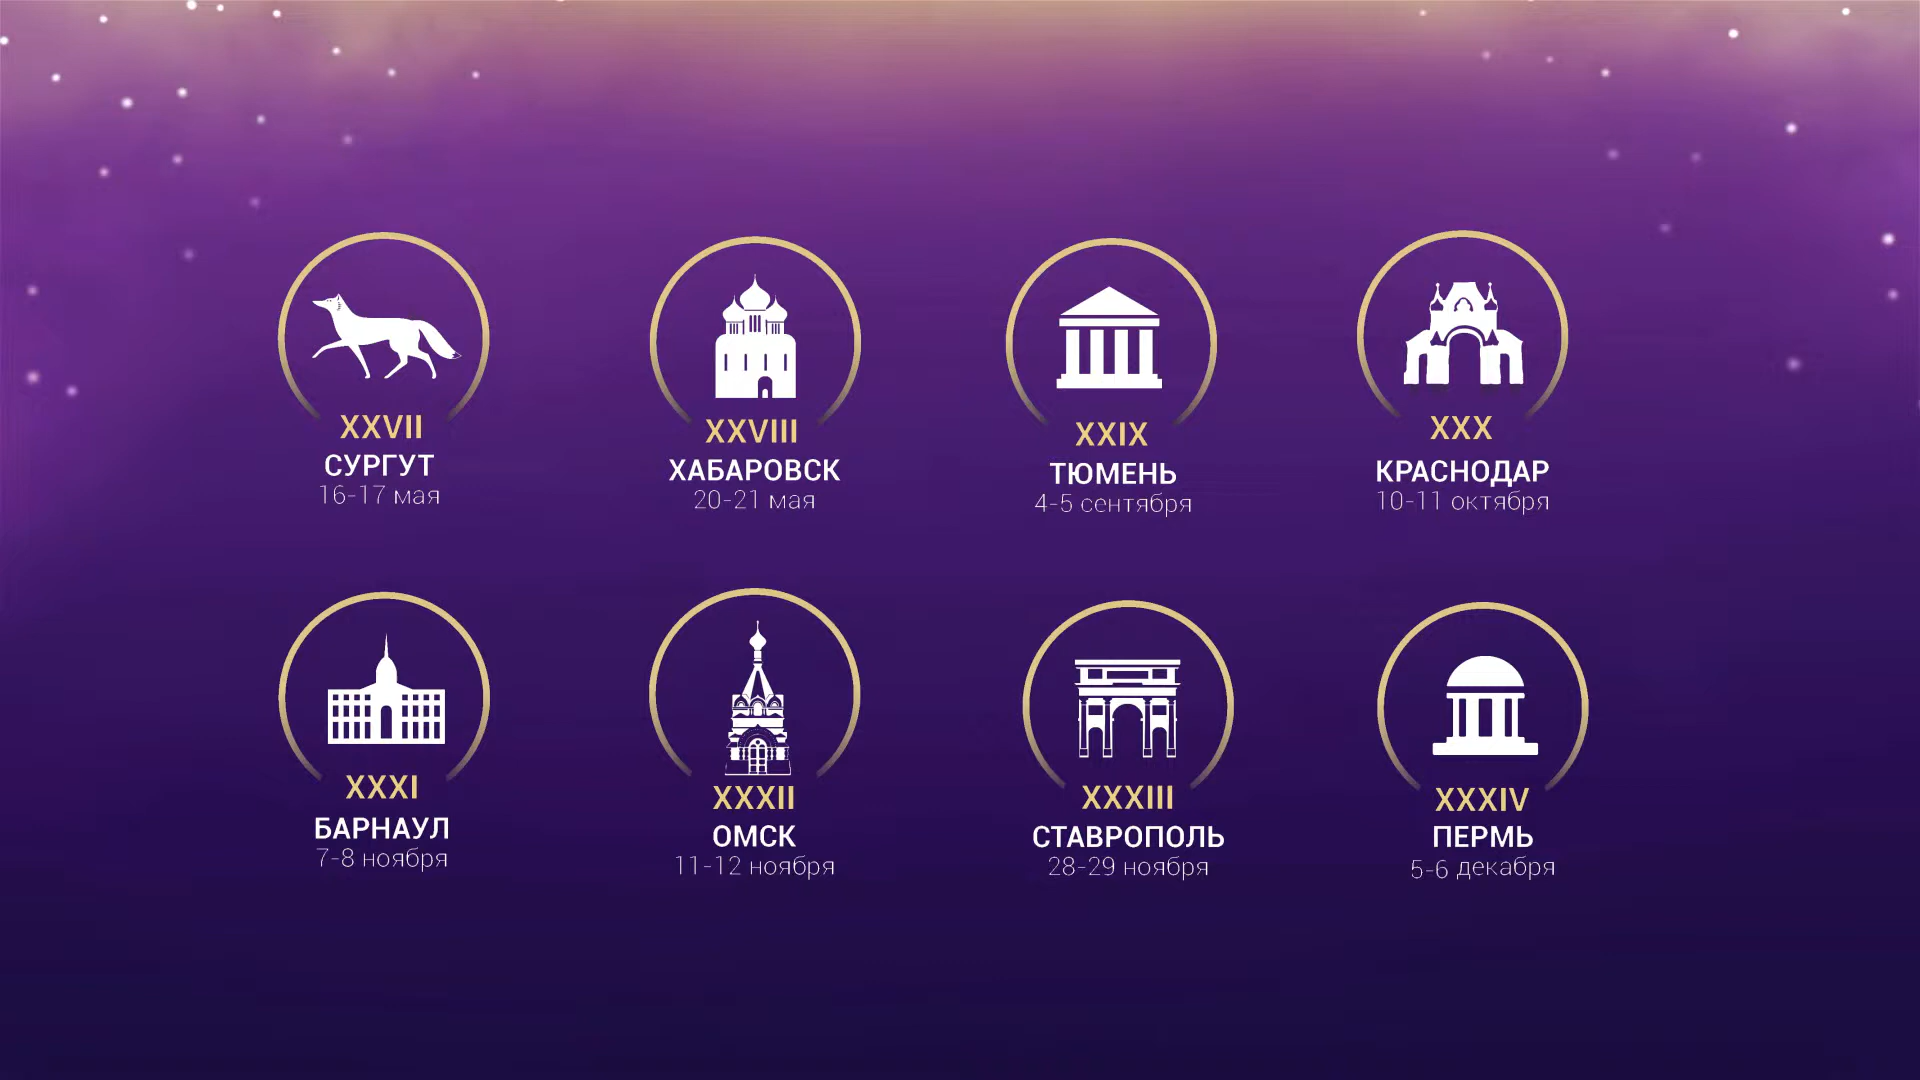 XXVII
СУРГУТ
16-17 мая
XXVIII
ХАБАРОВСК
20-21 мая
XXIX
ТЮМЕНЬ
4-5 сентября
XXX
КРАСНОДАР
10-11 октября
XXXI
БАРНАУЛ
7-8 ноября
XXXII
ОМСК
11-12 ноября
XXXIII
СТАВРОПОЛЬ
28-29 ноября
XXXIV
ПЕРМЬ
5-6 декабря